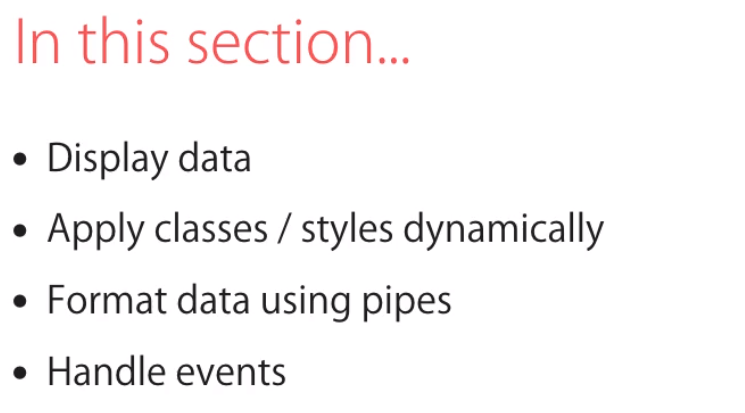 In this section...
• Display data
• Apply classes / styles dynamically
• Format data using pipes
• Handle events